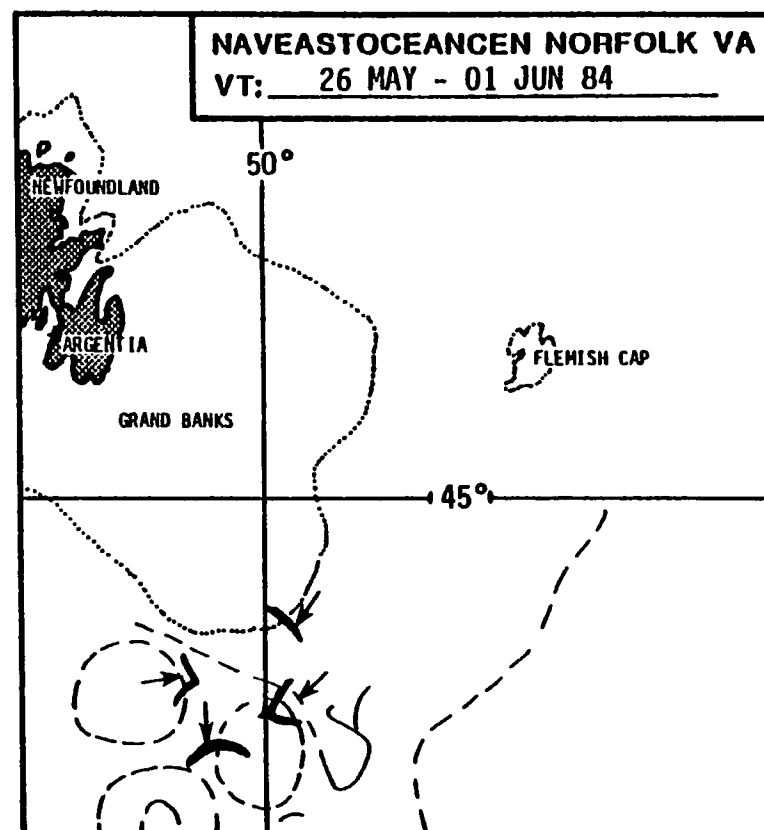 NAVEASTOCEANCEN NORFOLK VA
VT: 26 MAY - 01 JUN 84
50°
NEWFOUNDLAND
ARGENTIA
FLEMISH CAP
GRAND BANKS
45°